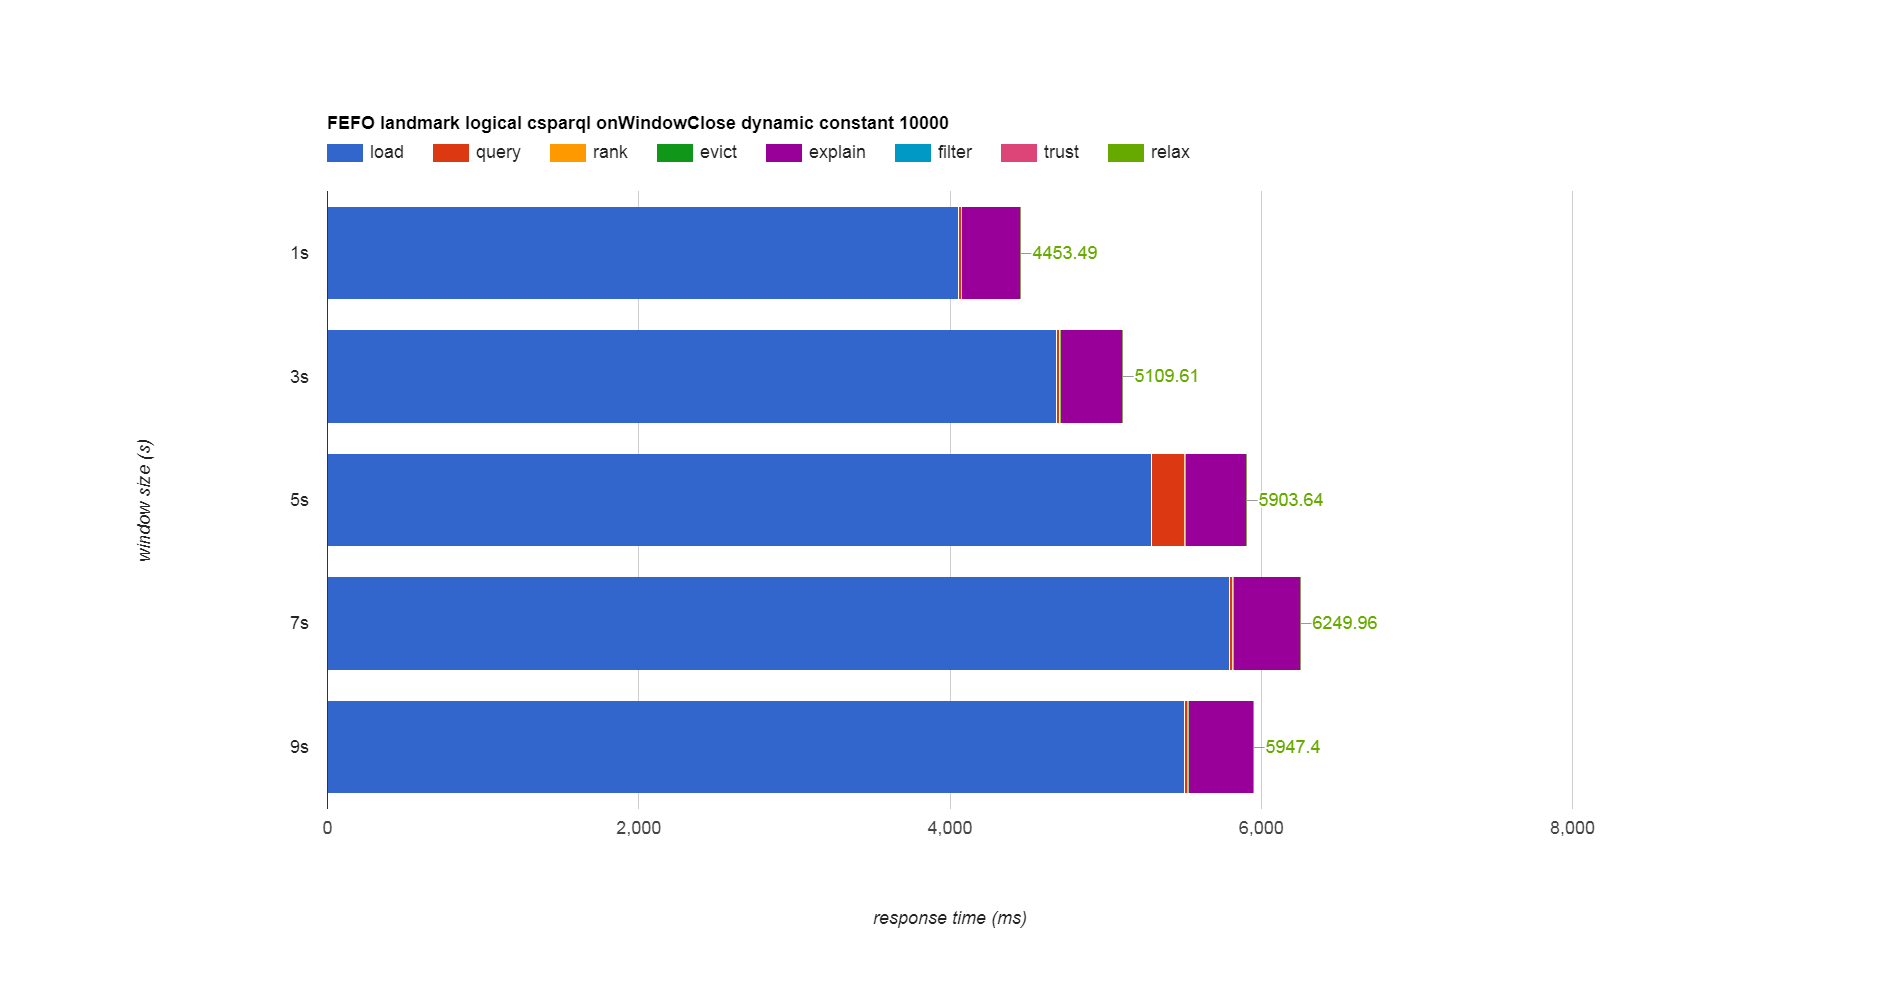 FEFO landmark logical csparql onWindowClose dynamic constant 10000
load query rank evict explain filter trust relax
1s 4453.49
3s 5109.61
5s 5903.64
7s 6249.96
9s 5947.4
window size (s)
0 2,000 4,000 6,000 8,000
response time (ms)